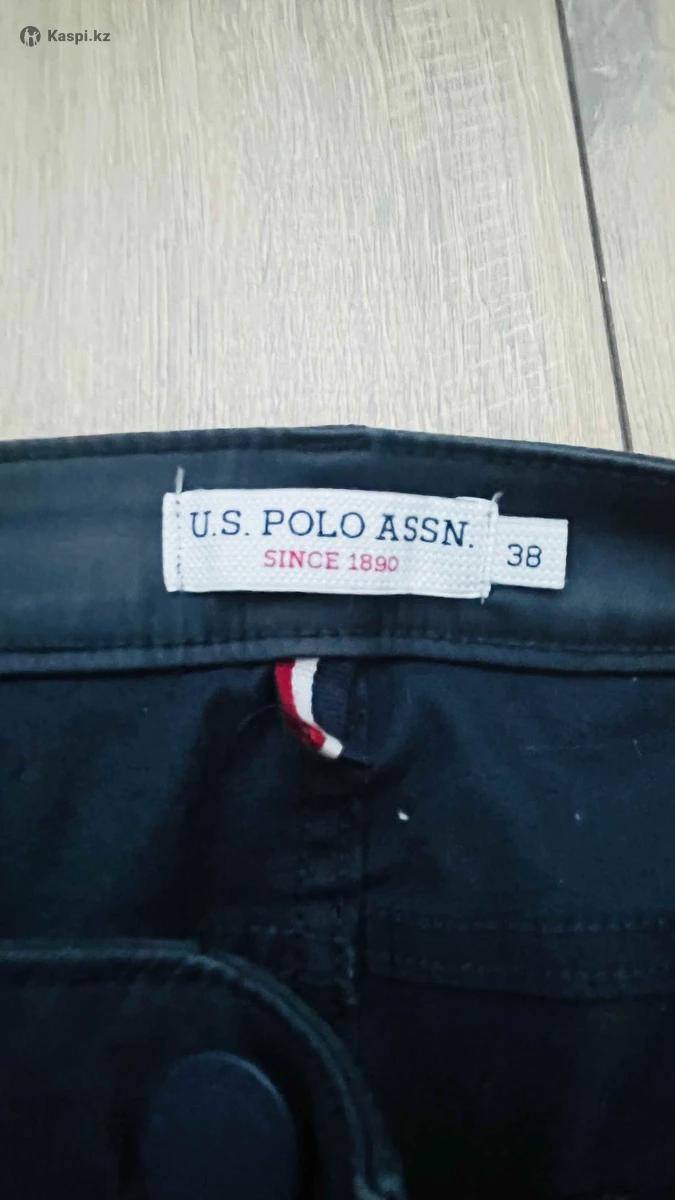 Kaspi.kz
U.S. POLO ASSN.
SINCE 1890
38